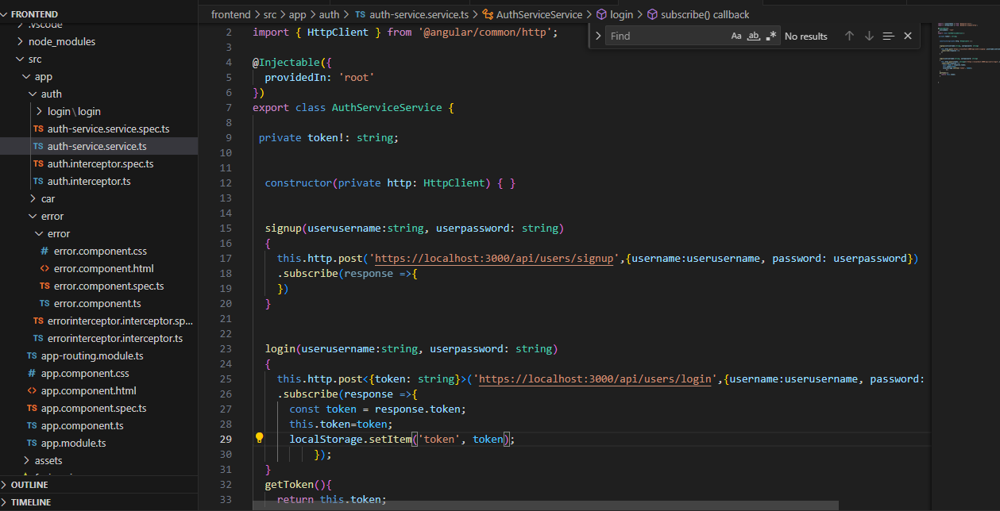 FRONTEND
.vscode
node_modules
src
app
auth
login\login
TS auth-service.service.spec.ts
TS auth-service.service.ts
TS auth.interceptor.spec.ts
TS auth.interceptor.ts
car
error
error
# error.component.css
<> error.component.html
TS error.component.spec.ts
TS error.component.ts
TS errorinterceptor.interceptor.sp...
TS errorinterceptor.interceptor.ts
TS app-routing.module.ts
# app.component.css
<> app.component.html
TS app.component.spec.ts
TS app.component.ts
TS app.module.ts
assets
OUTLINE
TIMELINE
frontend > src > app > auth > TS auth-service.service.ts > AuthServiceService > login > subscribe() callback
Find Aa ab .* No results
2 import { HttpClient } from '@angular/common/http';
3
4 @Injectable({
5 providedIn: 'root'
6 })
7 export class AuthServiceService {
8
9 private token!: string;
10
11
12 constructor(private http: HttpClient) { }
13
14
15 signup(userusername:string, userpassword: string)
16 {
17 this.http.post('https://localhost:3000/api/users/signup',{username:userusername, password: userpassword})
18 .subscribe(response =>{
19 })
20 }
21
22
23 login(userusername:string, userpassword: string)
24 {
25 this.http.post<{token: string}>('https://localhost:3000/api/users/login',{username:userusername, password:
26 .subscribe(response =>{
27 const token = response.token;
28 this.token=token;
29 localStorage.setItem('token', token);
30 });
31 }
32 getToken(){
33 return this.token;